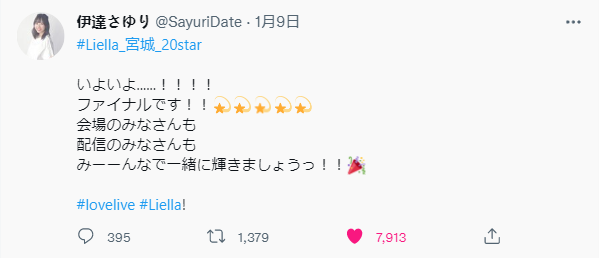 伊達さゆり @SayuriDate · 1月9日
#Liella_宮城_20star
いよいよ......！！！！
ファイナルです！！💫💫💫💫💫
会場のみなさんも
配信のみなさんも
みーーんなで一緒に輝きましょうっ！！🎉
#lovelive #Liella!
395 1,379 7,913